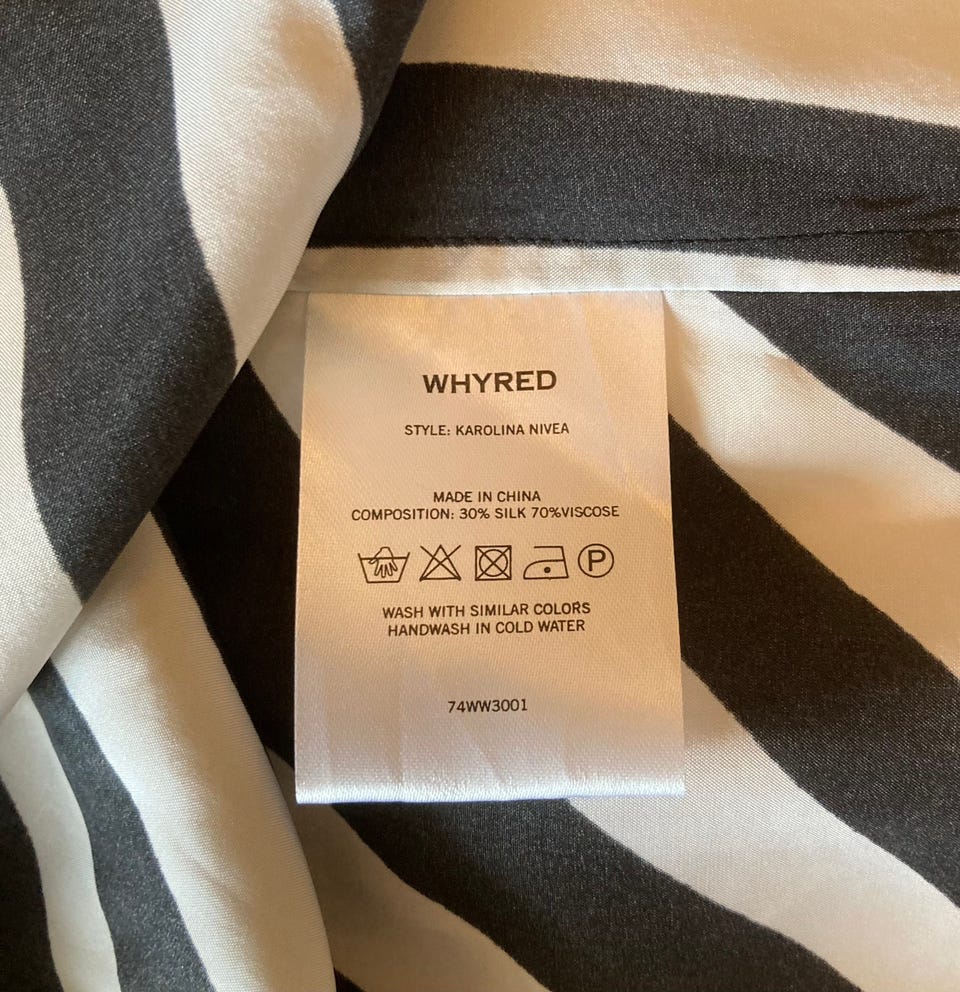 WHYRED
STYLE: KAROLINA NIVEA
MADE IN CHINA
COMPOSITION: 30% SILK 70%VISCOSE
P
WASH WITH SIMILAR COLORS
HANDWASH IN COLD WATER
74WW3001